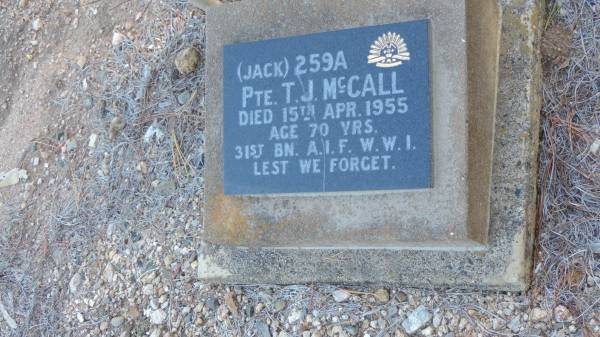 (JACK) 259A
PTE. T. J. McCALL
DIED 15TH APR. 1955
AGE 70 YRS.
31ST BN. A.I.F. W.W.I.
LEST WE FORGET.